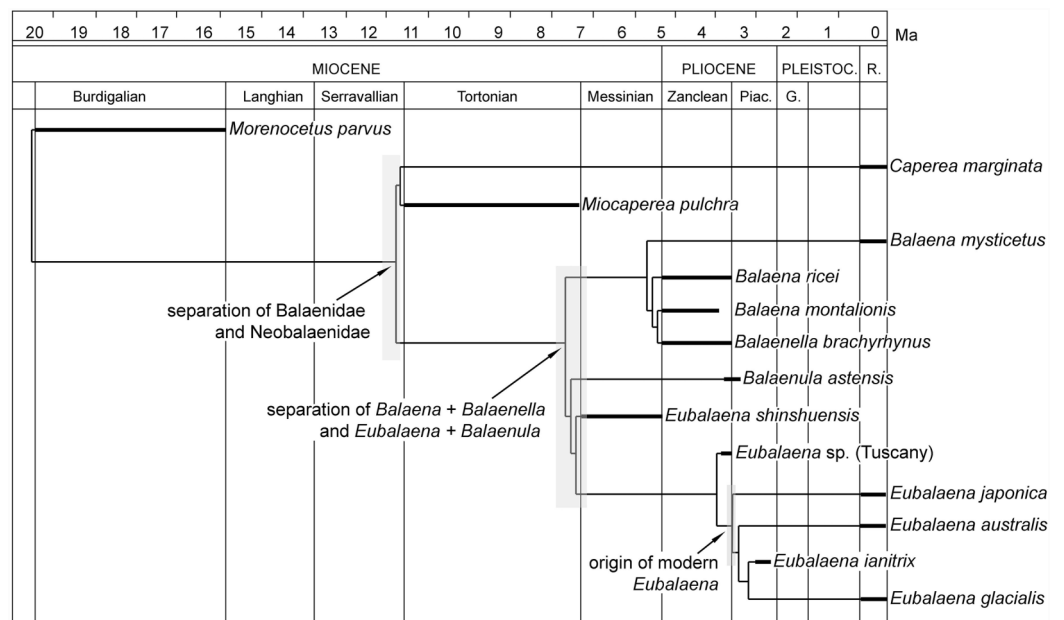 20 19 18 17 16 15 14 13 12 11 10 9 8 7 6 5 4 3 2 1 0 Ma
MIOCENE PLIOCENE PLEISTOC. R.
Burdigalian Langhian Serravallian Tortonian Messinian Zanclean Piac. G.
Morenocetus parvus
Caperea marginata
Miocaperea pulchra
Balaena mysticetus
Balaena ricei
separation of Balaenidae
and Neobalaenidae
Balaena montalionis
Balaenella brachyrhynus
Balaenula astensis
separation of Balaena + Balaenella
and Eubalaena + Balaenula
Eubalaena shinshuensis
Eubalaena sp. (Tuscany)
Eubalaena japonica
Eubalaena australis
origin of modern
Eubalaena
Eubalaena ianitrix
Eubalaena glacialis